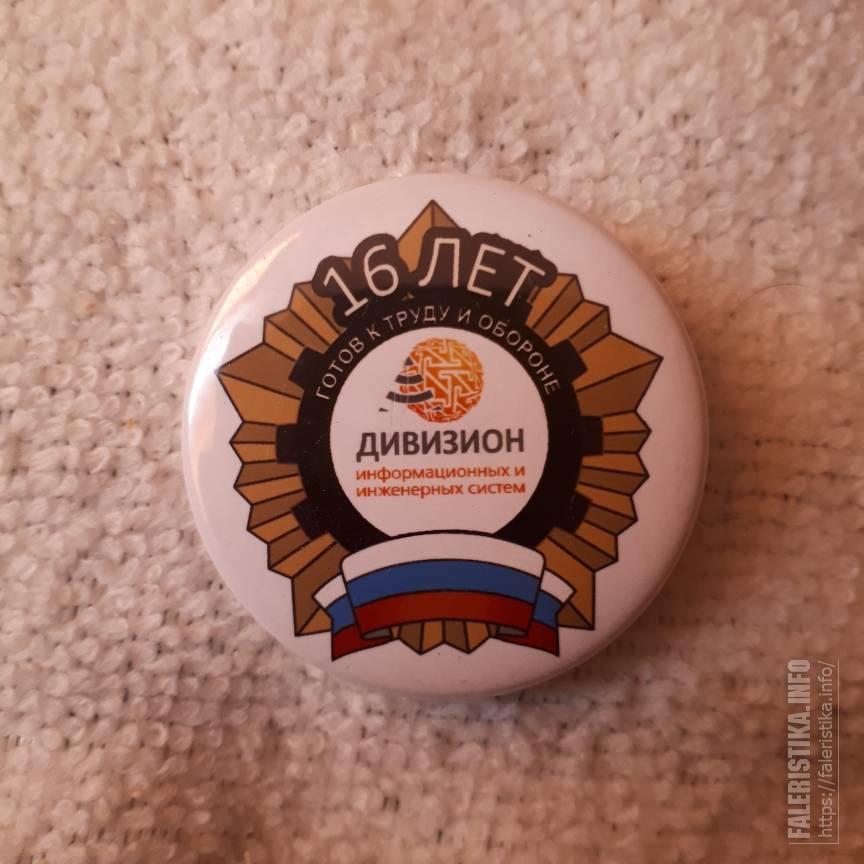 16 ЛЕТ
ГОТОВ К ТРУДУ И ОБОРОНЕ
ДИВИЗИОН
информационных и
инженерных систем
FALERISTIKA.INFO
https://faleristika.info/